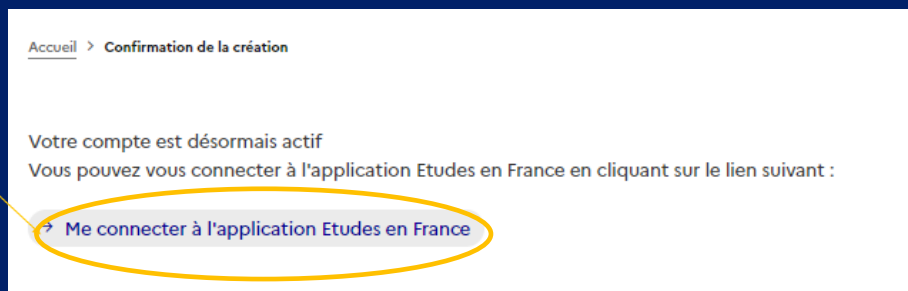 Accueil > Confirmation de la création
Votre compte est désormais actif
Vous pouvez vous connecter à l'application Etudes en France en cliquant sur le lien suivant :
→ Me connecter à l'application Etudes en France